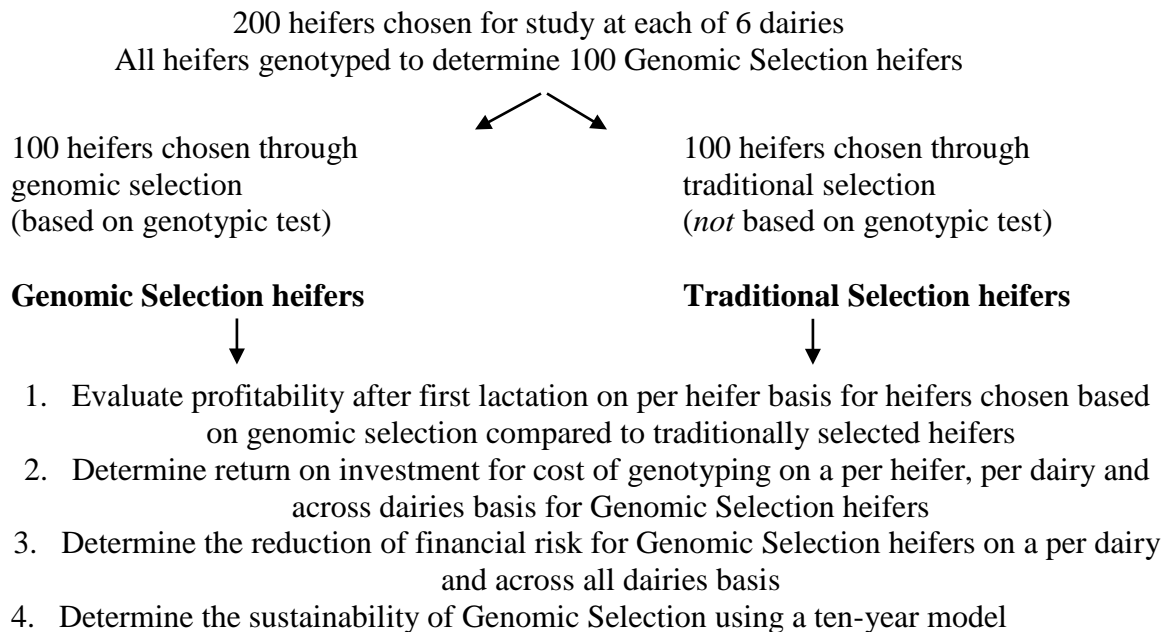 200 heifers chosen for study at each of 6 dairies
All heifers genotyped to determine 100 Genomic Selection heifers
100 heifers chosen through
genomic selection
(based on genotypic test)
100 heifers chosen through
traditional selection
(not based on genotypic test)
Genomic Selection heifers
Traditional Selection heifers
1. Evaluate profitability after first lactation on per heifer basis for heifers chosen based
on genomic selection compared to traditionally selected heifers
2. Determine return on investment for cost of genotyping on a per heifer, per dairy and
across dairies basis for Genomic Selection heifers
3. Determine the reduction of financial risk for Genomic Selection heifers on a per dairy
and across all dairies basis
4. Determine the sustainability of Genomic Selection using a ten-year model